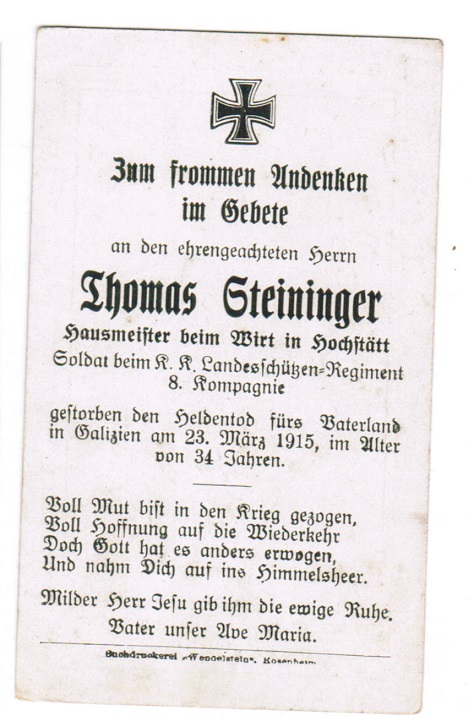 Zum frommen Andenken
im Gebete
an den ehrengeachteten Herrn
Thomas Steininger
Hausmeister beim Wirt in Hochstätt
Soldat beim K. K. Landesschützen-Regiment
8. Kompagnie
gestorben den Heldentod fürs Vaterland
in Galizien am 23. März 1915, im Alter
von 34 Jahren.
Voll Mut bist in den Krieg gezogen,
Voll Hoffnung auf die Wiederkehr
Doch Gott hat es anders erwogen,
Und nahm Dich auf ins Himmelsheer.
Milder Herr Jesu gib ihm die ewige Ruhe.
Vater unser Ave Maria.
Buchdruckerei „Wendelstein“, Rosenheim